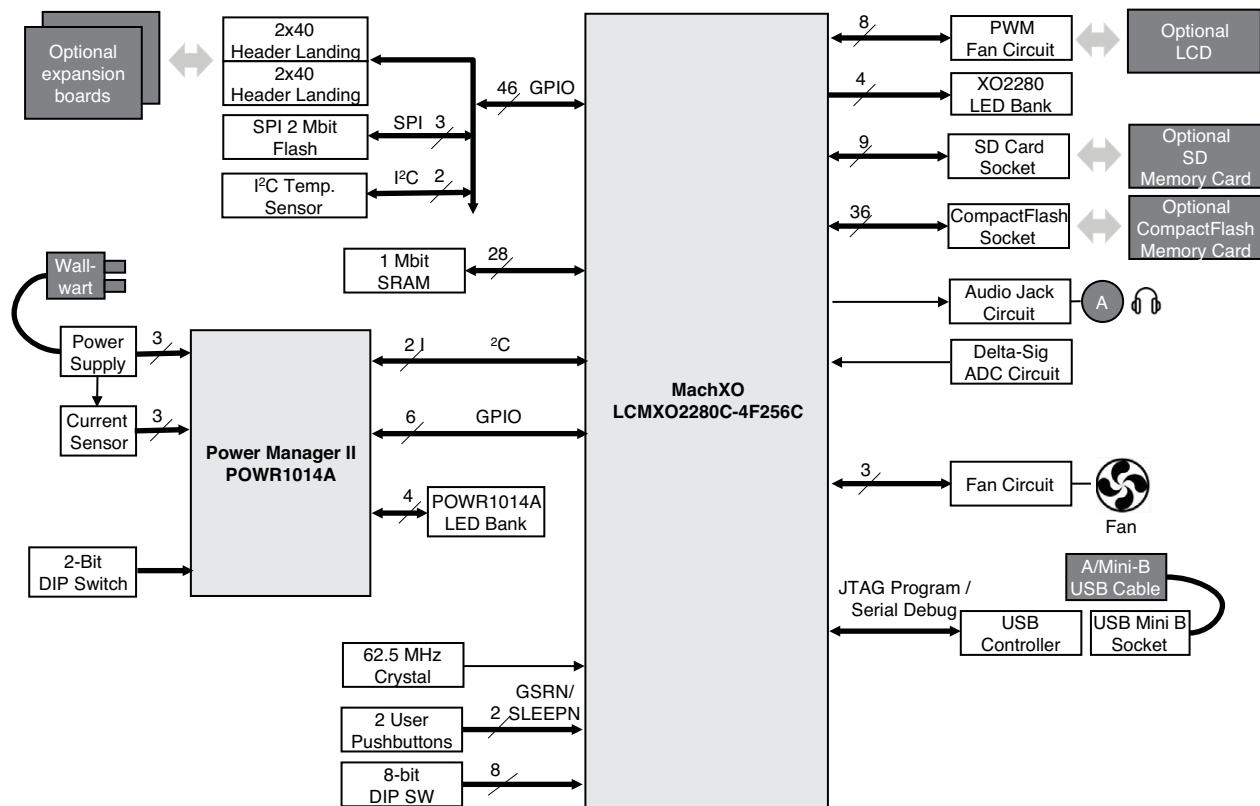 Optional
expansion
boards
2x40
Header Landing
2x40
Header Landing
46 GPIO
SPI 2 Mbit
Flash
SPI 3
I²C Temp.
Sensor
I²C 2
1 Mbit
SRAM
28
Wall-
wart
Power
Supply
3
Current
Sensor
3
Power Manager II
POWR1014A
2 I ²C
6 GPIO
4
POWR1014A
LED Bank
2-Bit
DIP Switch
62.5 MHz
Crystal
GSRN/
SLEEPN
2 User
Pushbuttons
2
8-bit
DIP SW
8
MachXO
LCMXO2280C-4F256C
8
PWM
Fan Circuit
Optional
LCD
4
XO2280
LED Bank
9
SD Card
Socket
Optional
SD
Memory Card
36
CompactFlash
Socket
Optional
CompactFlash
Memory Card
Audio Jack
Circuit
A
Delta-Sig
ADC Circuit
3
Fan Circuit
Fan
A/Mini-B
USB Cable
JTAG Program /
Serial Debug
USB
Controller
USB Mini B
Socket